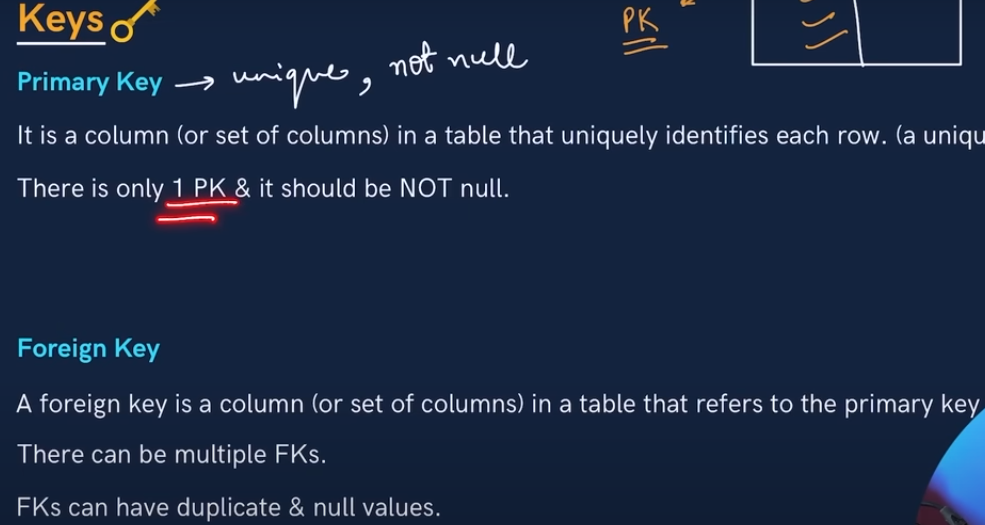 Keys
PK
Primary Key → unique, not null
It is a column (or set of columns) in a table that uniquely identifies each row. (a uniqu
There is only 1 PK & it should be NOT null.
Foreign Key
A foreign key is a column (or set of columns) in a table that refers to the primary key
There can be multiple FKs.
FKs can have duplicate & null values.